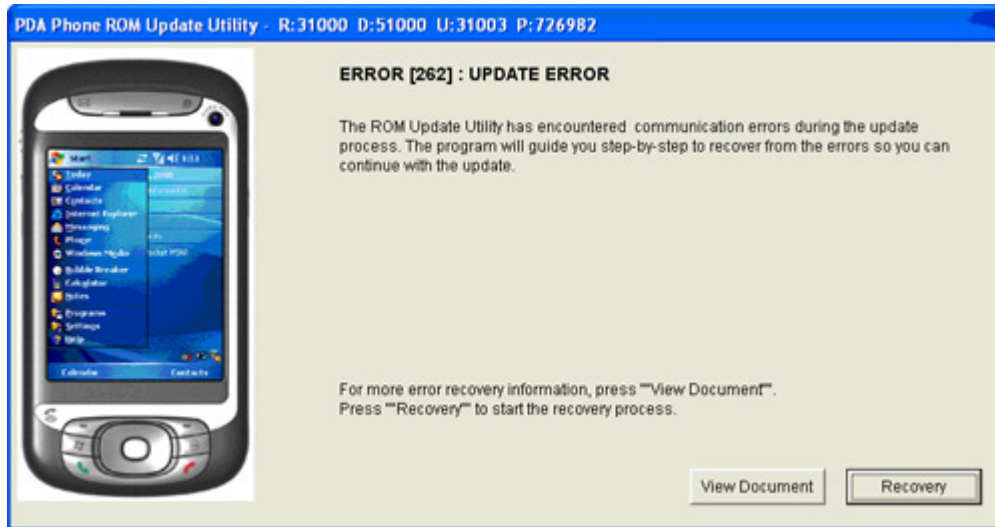 PDA Phone ROM Update Utility - R:31000 D:51000 U:31003 P:726982
ERROR [262] : UPDATE ERROR
The ROM Update Utility has encountered communication errors during the update
process. The program will guide you step-by-step to recover from the errors so you can
continue with the update.
Start
Today
Calendar
Contacts
Internet Explorer
Messaging
Phone
Windows Media
Bubble Breaker
Calculator
Notes
Programs
Settings
Help
Calendar Contacts
For more error recovery information, press ""View Document"".
Press ""Recovery"" to start the recovery process.
View Document Recovery